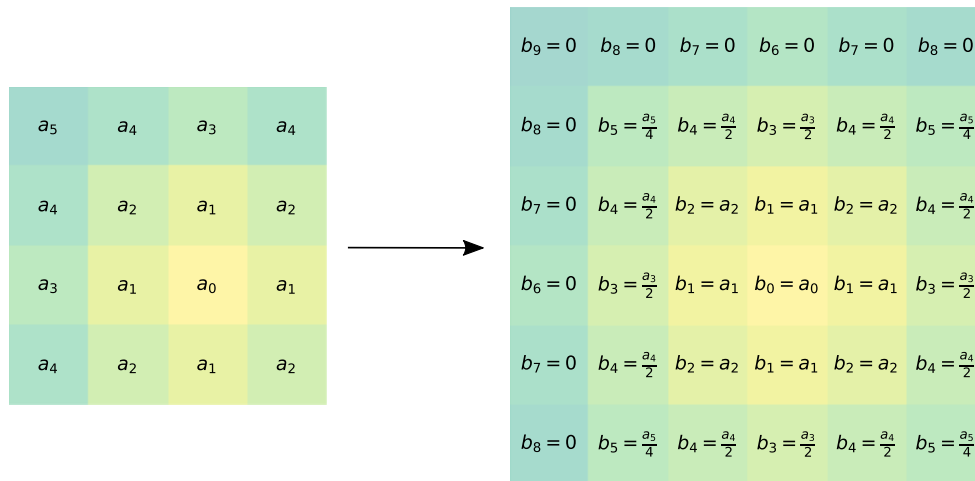 b₉ = 0 b₈ = 0 b₇ = 0 b₆ = 0 b₇ = 0 b₈ = 0
a₅ a₄ a₃ a₄ b₈ = 0 b₅ = a₅/4 b₄ = a₄/2 b₃ = a₃/2 b₄ = a₄/2 b₅ = a₅/4
a₄ a₂ a₁ a₂ b₇ = 0 b₄ = a₄/2 b₂ = a₂ b₁ = a₁ b₂ = a₂ b₄ = a₄/2
a₃ a₁ a₀ a₁ b₆ = 0 b₃ = a₃/2 b₁ = a₁ b₀ = a₀ b₁ = a₁ b₃ = a₃/2
a₄ a₂ a₁ a₂ b₇ = 0 b₄ = a₄/2 b₂ = a₂ b₁ = a₁ b₂ = a₂ b₄ = a₄/2
b₈ = 0 b₅ = a₅/4 b₄ = a₄/2 b₃ = a₃/2 b₄ = a₄/2 b₅ = a₅/4